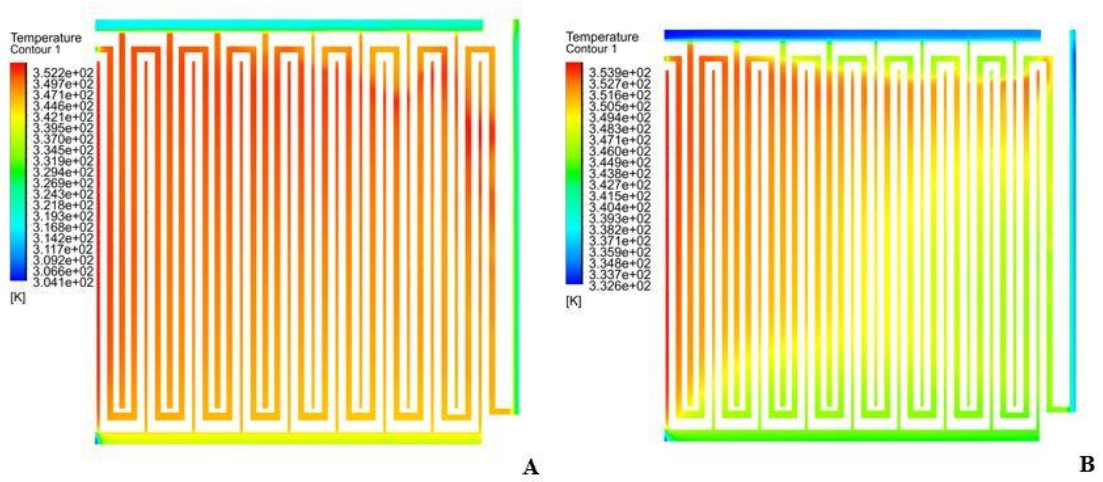 Temperature
Contour 1
3.522e+02
3.497e+02
3.471e+02
3.446e+02
3.421e+02
3.395e+02
3.370e+02
3.345e+02
3.319e+02
3.294e+02
3.269e+02
3.243e+02
3.218e+02
3.193e+02
3.168e+02
3.142e+02
3.117e+02
3.092e+02
3.066e+02
3.041e+02
[K]
A
Temperature
Contour 1
3.539e+02
3.527e+02
3.516e+02
3.505e+02
3.494e+02
3.483e+02
3.471e+02
3.460e+02
3.449e+02
3.438e+02
3.427e+02
3.415e+02
3.404e+02
3.393e+02
3.382e+02
3.371e+02
3.359e+02
3.348e+02
3.337e+02
3.326e+02
[K]
B